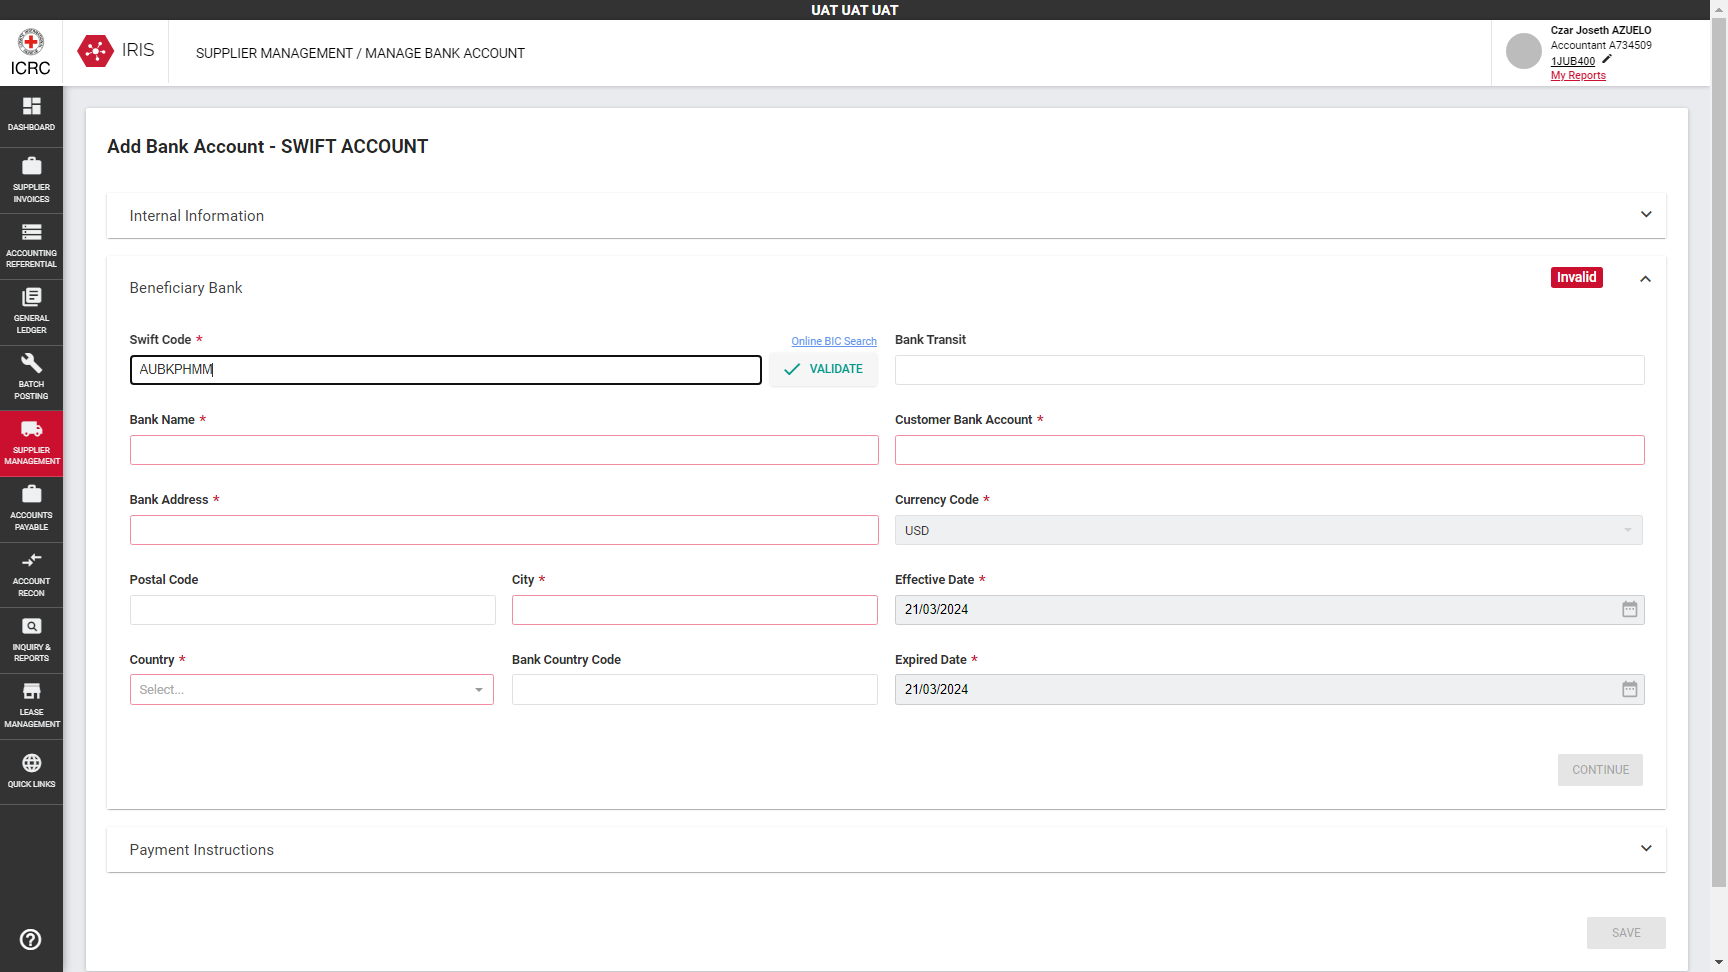 UAT UAT UAT
ICRC
IRIS
SUPPLIER MANAGEMENT / MANAGE BANK ACCOUNT
Czar Joseth AZUELO
Accountant A734509
1JUB400
My Reports
DASHBOARD
SUPPLIER
INVOICES
ACCOUNTING
REFERENTIAL
GENERAL
LEDGER
BATCH
POSTING
SUPPLIER
MANAGEMENT
ACCOUNTS
PAYABLE
ACCOUNT
RECON
INQUIRY &
REPORTS
LEASE
MANAGEMENT
QUICK LINKS
Add Bank Account - SWIFT ACCOUNT
Internal Information
Beneficiary Bank
Invalid
Swift Code *
Online BIC Search
Bank Transit
AUBKPHMM
VALIDATE
Bank Name *
Customer Bank Account *
Bank Address *
Currency Code *
USD
Postal Code
City *
Effective Date *
21/03/2024
Country *
Bank Country Code
Expired Date *
Select...
21/03/2024
CONTINUE
Payment Instructions
SAVE